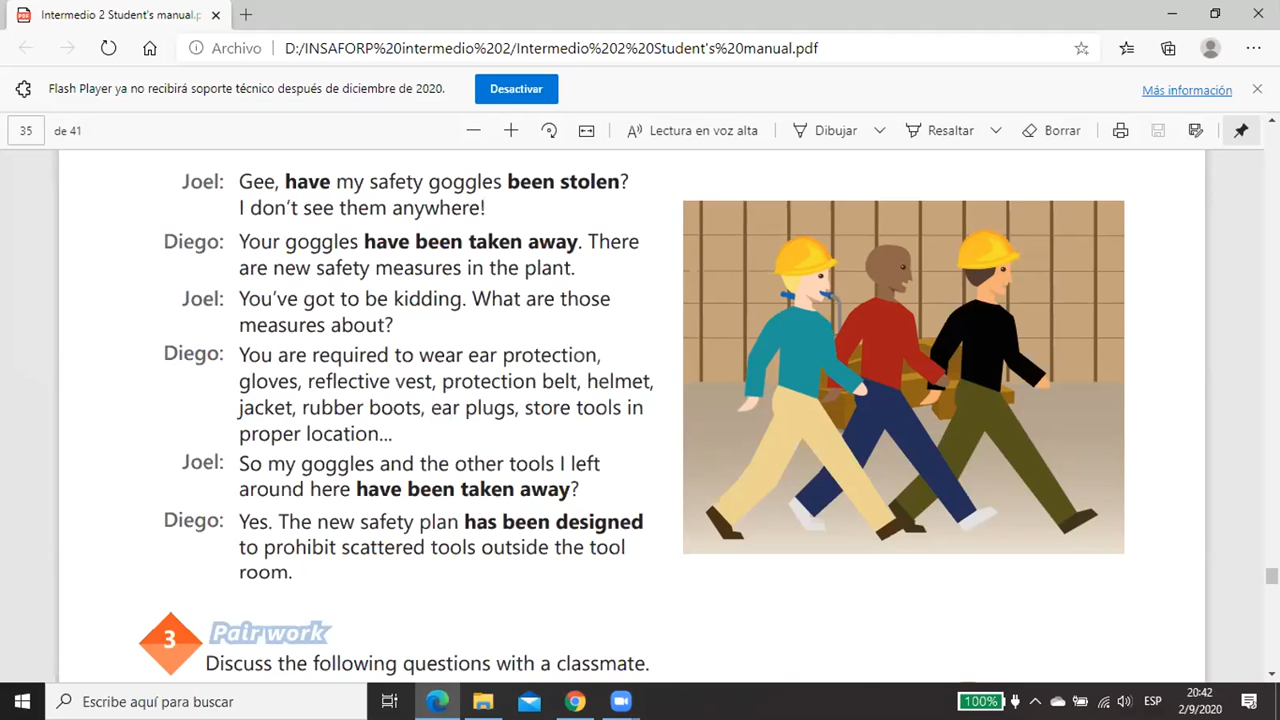 Intermedio 2 Student's manual.p
Archivo
D:/INSAFORP%20intermedio%202/Intermedio%202%20Student's%20manual.pdf
Flash Player ya no recibirá soporte técnico después de diciembre de 2020.
Desactivar
Más información
35
de 41
Lectura en voz alta
Dibujar
Resaltar
Borrar
Joel: Gee, have my safety goggles been stolen?
I don't see them anywhere!
Diego: Your goggles have been taken away. There
are new safety measures in the plant.
Joel: You've got to be kidding. What are those
measures about?
Diego: You are required to wear ear protection,
gloves, reflective vest, protection belt, helmet,
jacket, rubber boots, ear plugs, store tools in
proper location...
Joel: So my goggles and the other tools I left
around here have been taken away?
Diego: Yes. The new safety plan has been designed
to prohibit scattered tools outside the tool
room.
3 Pair work
Discuss the following questions with a classmate.
Escribe aquí para buscar
100%
ESP
20:42
2/9/2020